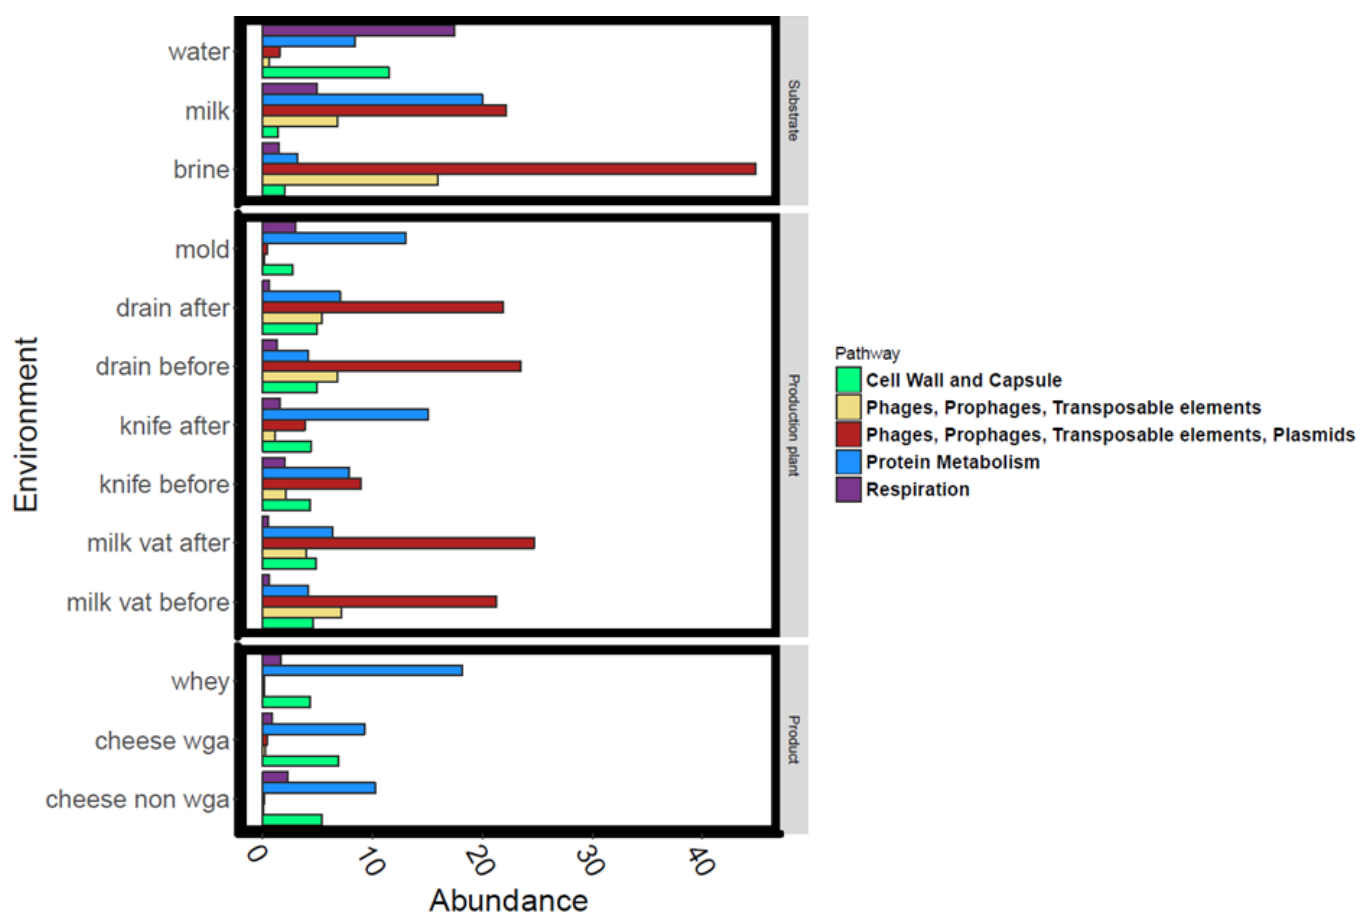 Environment
water
milk
brine
Substrate
mold
drain after
drain before
knife after
knife before
milk vat after
milk vat before
Production plant
whey
cheese wga
cheese non wga
Product
0
10
20
30
40
Abundance
Pathway
Cell Wall and Capsule
Phages, Prophages, Transposable elements
Phages, Prophages, Transposable elements, Plasmids
Protein Metabolism
Respiration